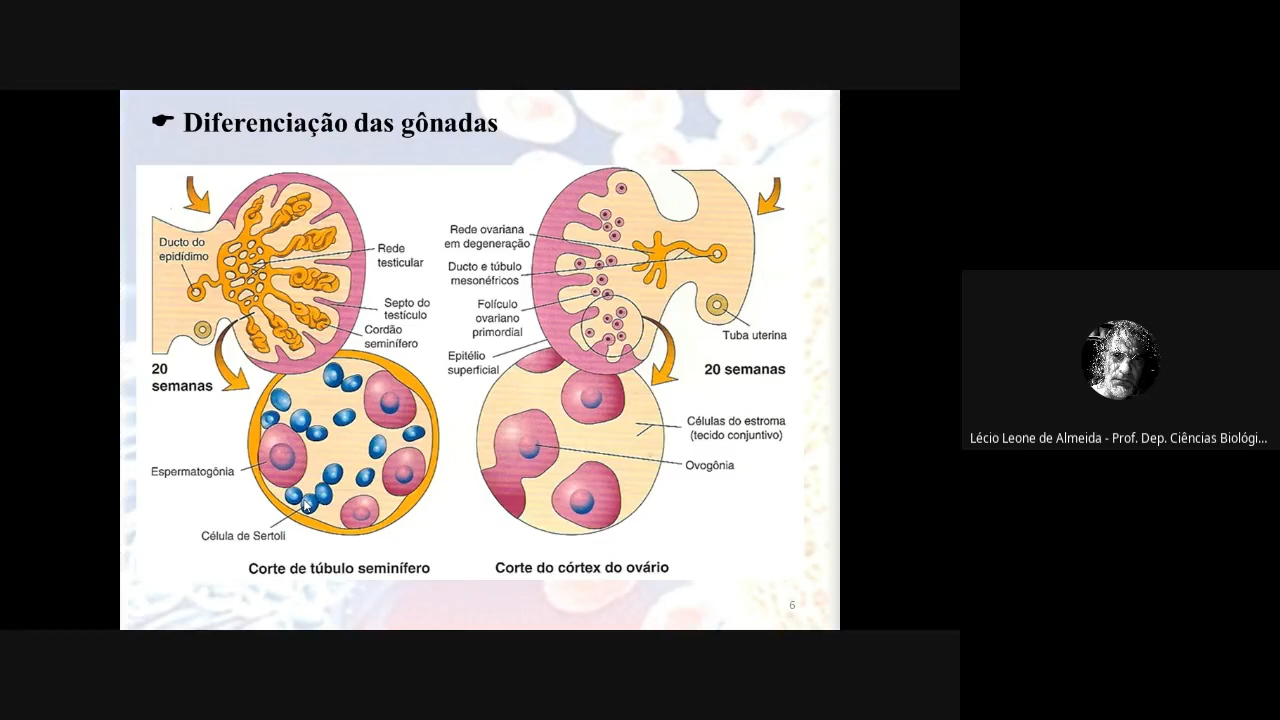 Diferenciação das gônadas
Ducto do
epidídimo
Rede
testicular
Septo do
testículo
Cordão
seminífero
20
semanas
Espermatogônia
Célula de Sertoli
Corte de túbulo seminífero
Rede ovariana
em degeneração
Ducto e túbulo
mesonéfricos
Folículo
ovariano
primordial
Epitélio
superficial
Tuba uterina
20 semanas
Células do estroma
(tecido conjuntivo)
Ovogônia
Corte do córtex do ovário
6
Lécio Leone de Almeida - Prof. Dep. Ciências Biológi...